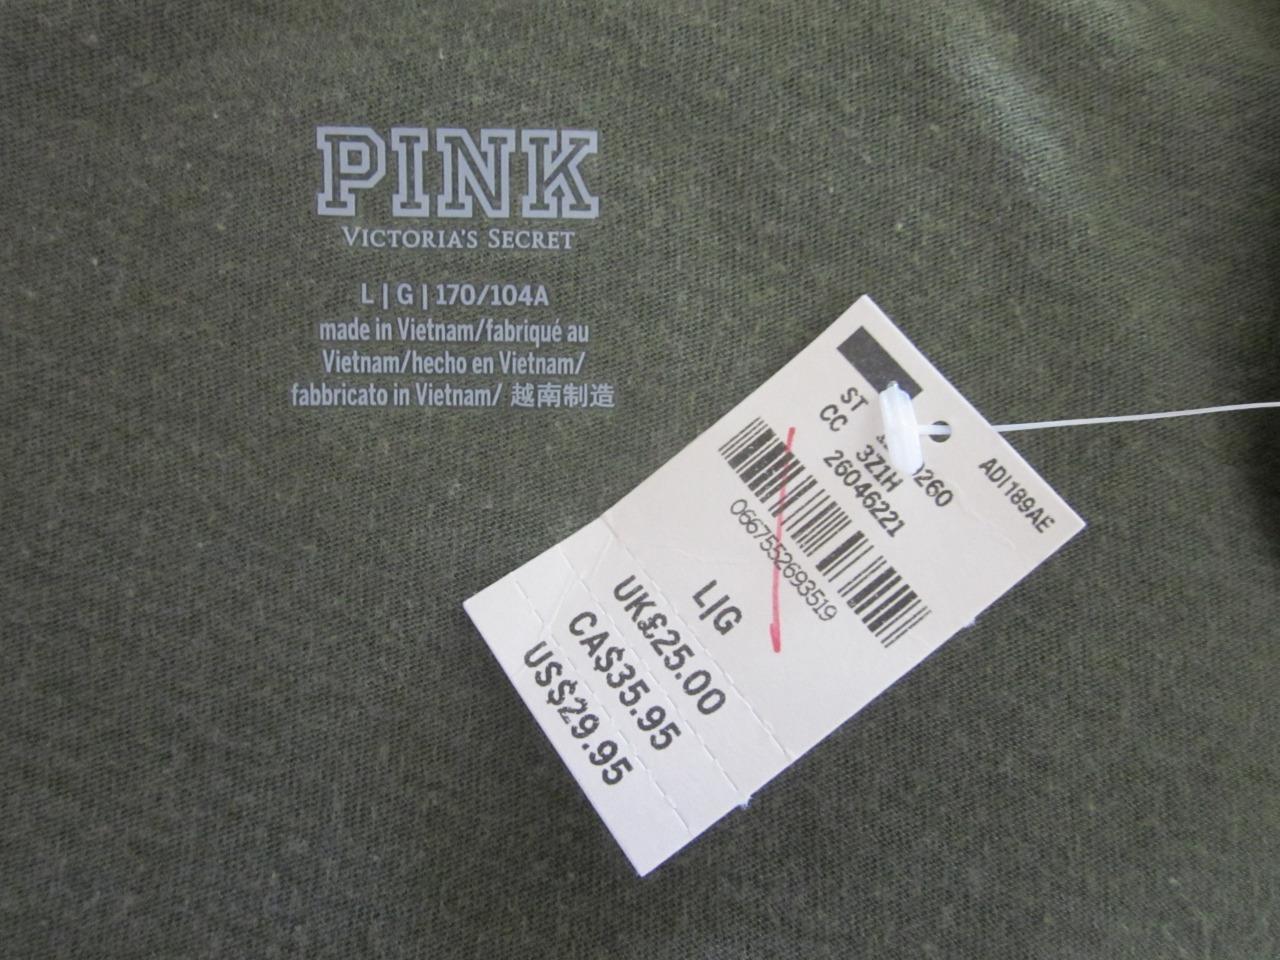 PINK
VICTORIA'S SECRET
L | G | 170/104A
made in Vietnam/fabriqué au
Vietnam/hecho en Vietnam/
fabbricato in Vietnam/ 越南制造
ADI189AE
ST
CC 3Z1H
26046221
0667552693519
L|G
UK£25.00
CA$35.95
US$29.95